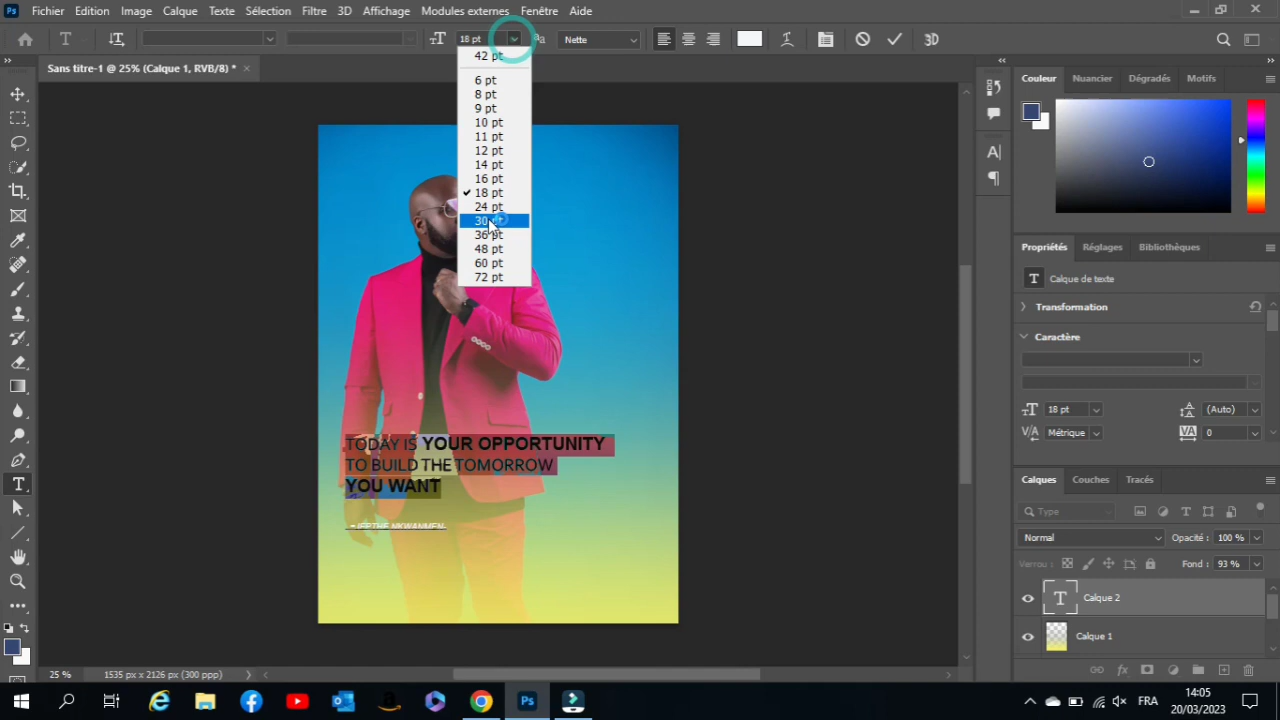 Fichier Edition Image Calque Texte Sélection Filtre 3D Affichage Modules externes Fenêtre Aide
18 pt Nette 3D
Sans titre-1 @ 25% (Calque 1, RVB/8) *
42 pt
6 pt
8 pt
9 pt
10 pt
11 pt
12 pt
14 pt
16 pt
18 pt
24 pt
30 pt
36 pt
48 pt
60 pt
72 pt
TODAY IS YOUR OPPORTUNITY
TO BUILD THE TOMORROW
YOU WANT
- JEPTHE NKWANMEN-
Couleur Nuancier Dégradés Motifs
Propriétés Réglages Bibliothèques
Calque de texte
Transformation
Caractère
18 pt (Auto)
Métrique 0
Calques Couches Tracés
Type
Normal Opacité : 100 %
Verrou : Fond : 93 %
Calque 2
Calque 1
25 % 1535 px x 2126 px (300 ppp)
FRA 14:05
20/03/2023